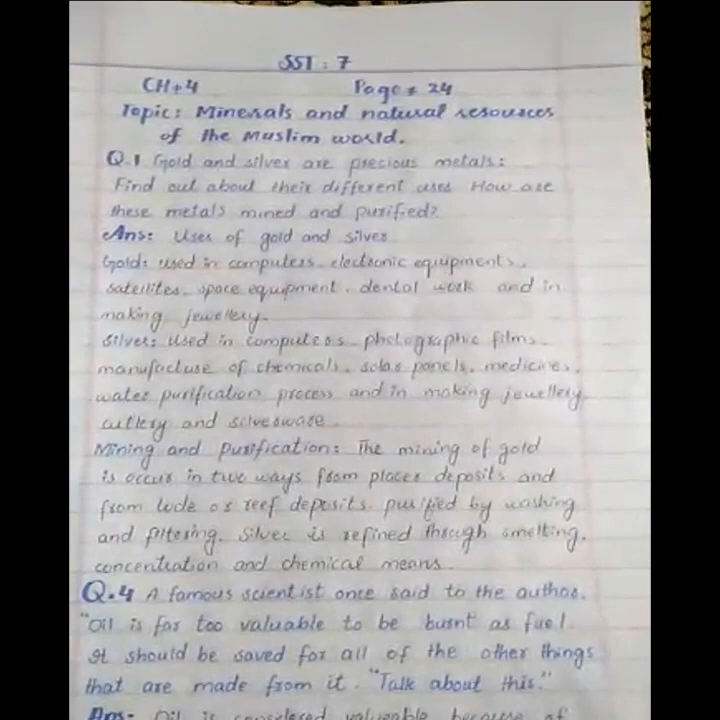 SST : 7
CH # 4 Page # 24
Topic: Minerals and natural resources
of the Muslim world.
Q.1 Gold and silver are precious metals:
Find out about their different uses How are
these metals mined and purified?
Ans: Uses of gold and silver
Gold: used in computers, electronic equipments,
satellites, space equipment, dental work and in
making jewellery.
Silver: used in computers, photographic films,
manufacture of chemicals, solar panels, medicines,
water purification process and in making jewellery,
cutlery and silverware.
Mining and Purification: The mining of gold
is occur in two ways from placer deposits and
from lode or reef deposits. purified by washing
and filtering. Silver is refined through smelting,
concentration and chemical means.
Q.4 A famous scientist once said to the author.
"Oil is far too valuable to be burnt as fuel.
It should be saved for all of the other things
that are made from it. "Talk about this."
Ans- Oil is considered valuable because of